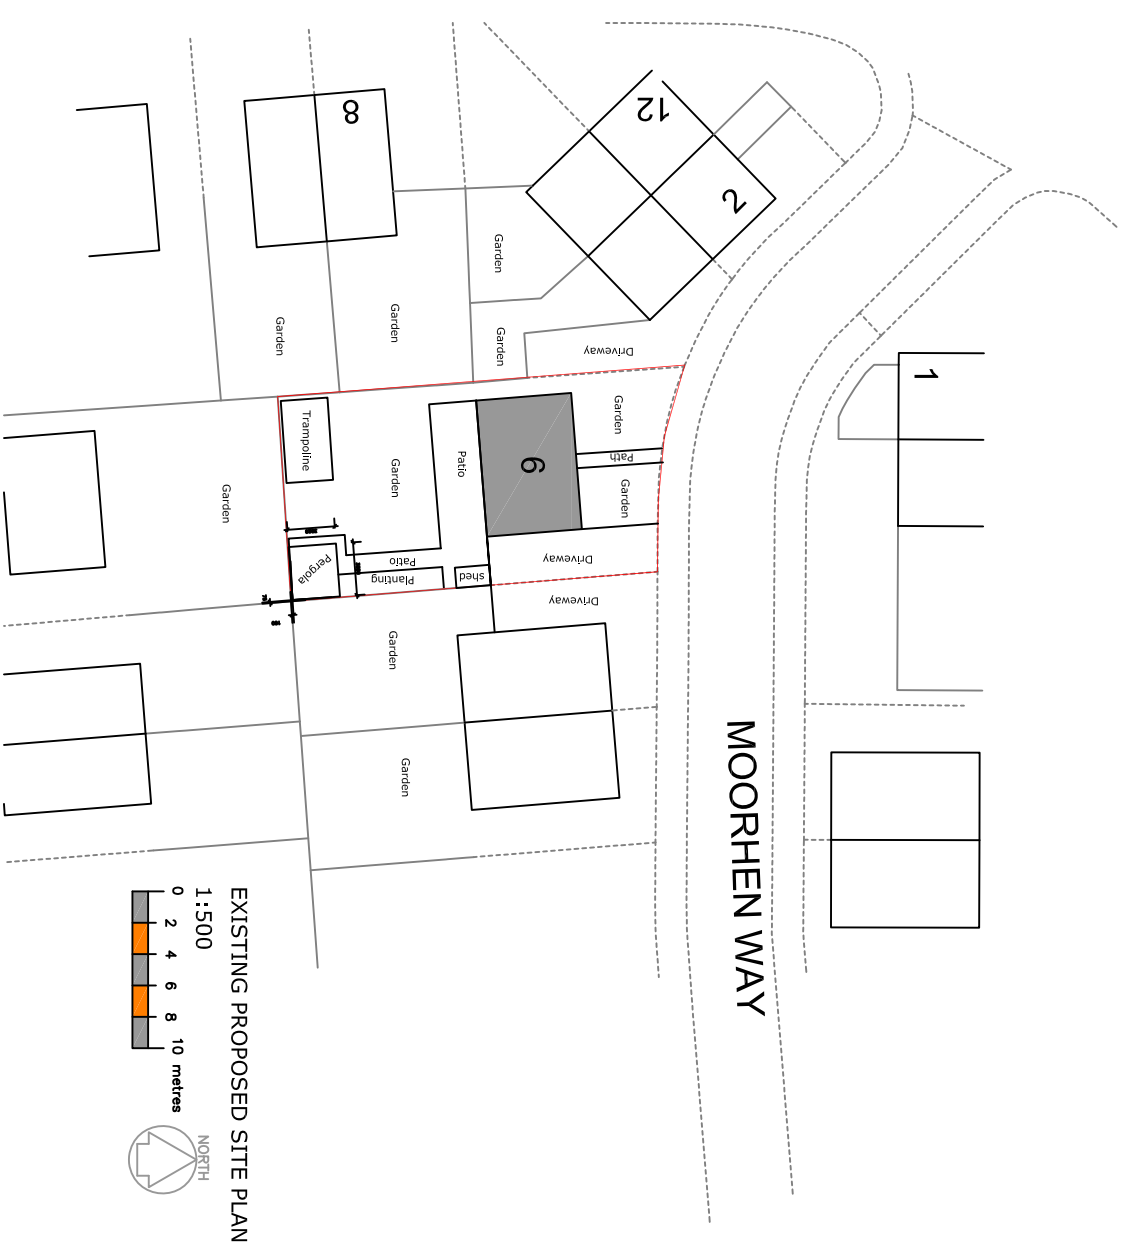 8
12
2
1
Garden
Garden
Garden
Garden
Driveway
Trampoline
Garden
Garden
Patio
6
Garden
Path
Garden
Pergola
Patio
Planting
shed
Driveway
Driveway
Garden
Garden
MOORHEN WAY
EXISTING PROPOSED SITE PLAN
1:500
0 2 4 6 8 10 metres
NORTH